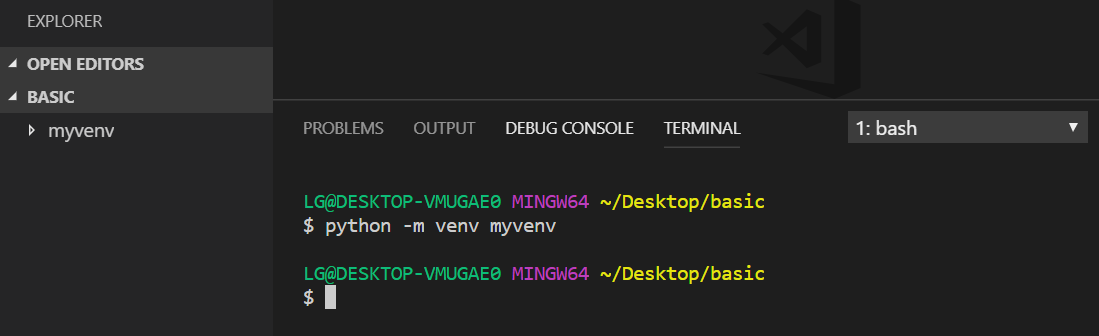 EXPLORER
OPEN EDITORS
BASIC
myvenv
PROBLEMS OUTPUT DEBUG CONSOLE TERMINAL 1: bash
LG@DESKTOP-VMUGAE0 MINGW64 ~/Desktop/basic
$ python -m venv myvenv
LG@DESKTOP-VMUGAE0 MINGW64 ~/Desktop/basic
$